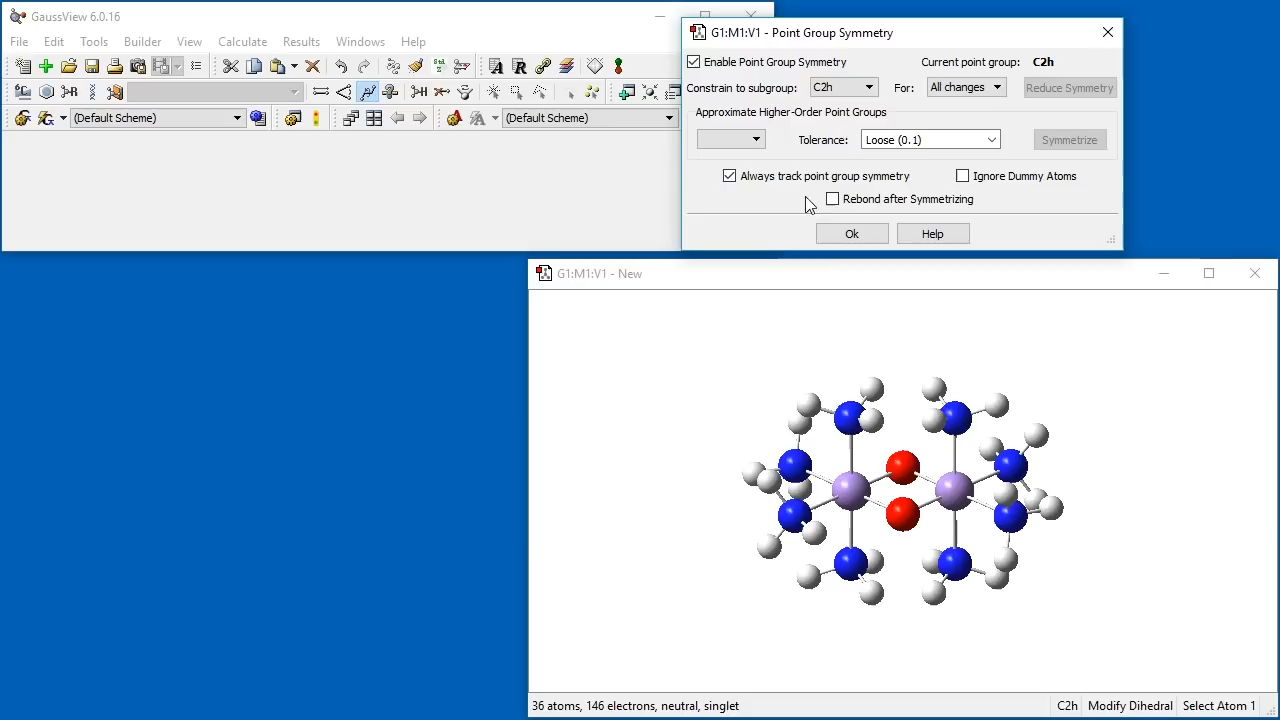 GaussView 6.0.16
File Edit Tools Builder View Calculate Results Windows Help
(Default Scheme) (Default Scheme)
G1:M1:V1 - Point Group Symmetry
Enable Point Group Symmetry Current point group: C2h
to subgroup: C2h For: All changes Reduce Symmetry
Approximate Higher-Order Point Groups
Tolerance: Loose (0.1) Symmetrize
Always track point group symmetry Ignore Dummy Atoms
Rebond after Symmetrizing
Ok Help
G1:M1:V1 - New
36 atoms, 146 electrons, neutral, singlet C2h Modify Dihedral Select Atom 1